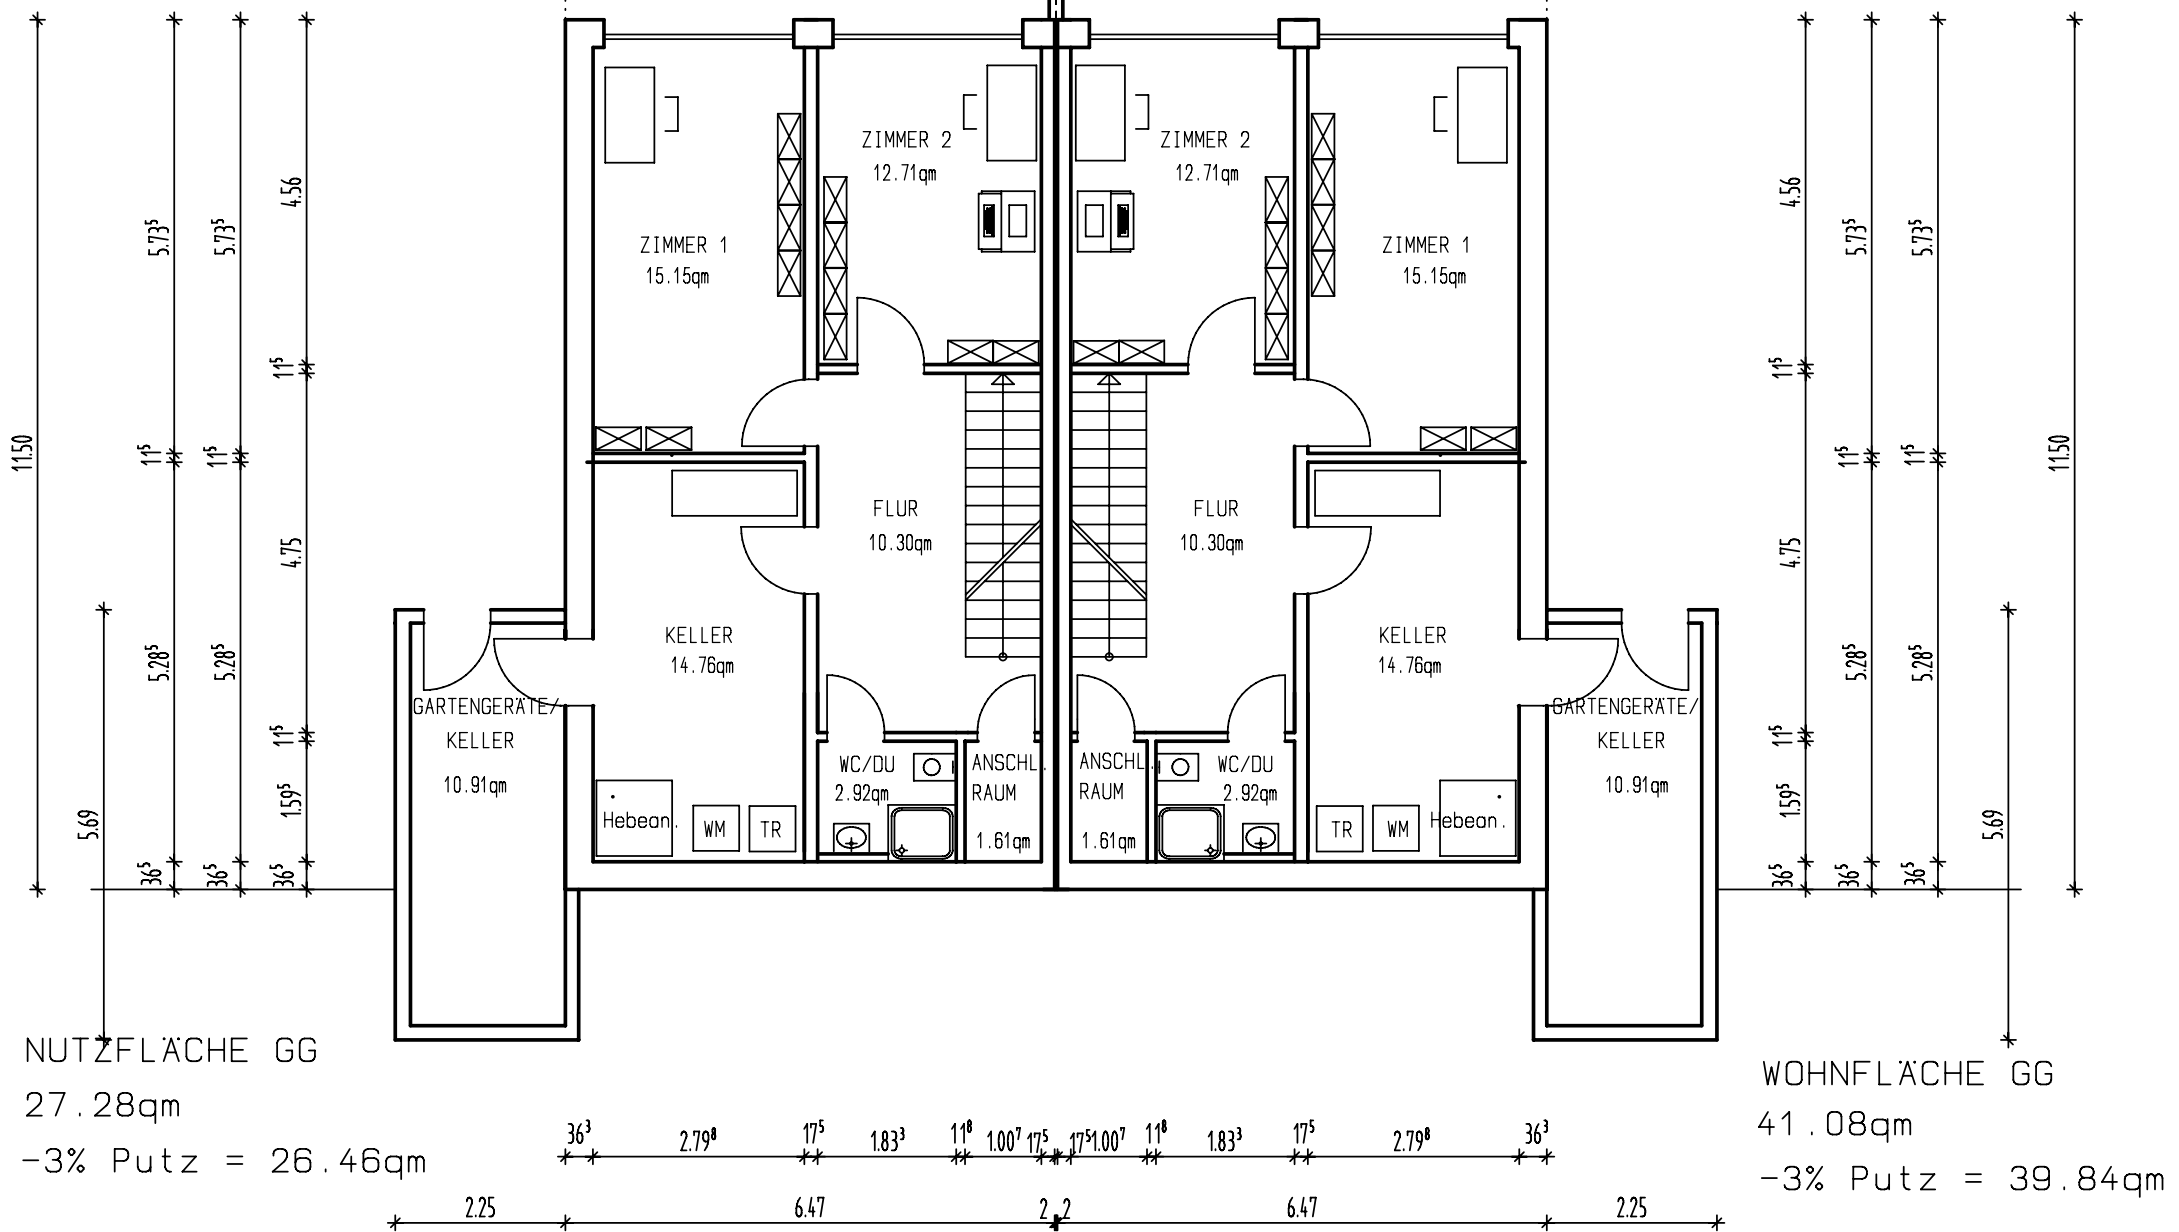 ZIMMER 1
15.15qm
ZIMMER 2
12.71qm
ZIMMER 2
12.71qm
ZIMMER 1
15.15qm
FLUR
10.30qm
FLUR
10.30qm
KELLER
14.76qm
KELLER
14.76qm
GARTENGERÄTE/
KELLER
10.91qm
GARTENGERÄTE/
KELLER
10.91qm
Hebean.
WM
TR
WC/DU
2.92qm
ANSCHL.
RAUM
1.61qm
ANSCHL.
RAUM
1.61qm
WC/DU
2.92qm
TR
WM
Hebean.
11.50
5.69
5.73⁵
11⁵
5.28⁵
36⁵
5.73⁵
11⁵
5.28⁵
36⁵
4.56
11⁵
4.75
11⁵
1.59⁵
36⁵
4.56
11⁵
4.75
11⁵
1.59⁵
36⁵
5.73⁵
11⁵
5.28⁵
36⁵
5.73⁵
11⁵
5.28⁵
36⁵
5.69
11.50
NUTZFLÄCHE GG
27.28qm
-3% Putz = 26.46qm
WOHNFLÄCHE GG
41.08qm
-3% Putz = 39.84qm
36³ 2.79⁸ 17⁵ 1.83³ 11⁸ 1.00⁷ 17⁵ 17⁵ 1.00⁷ 11⁸ 1.83³ 17⁵ 2.79⁸ 36³
2.25 6.47 2 2 6.47 2.25